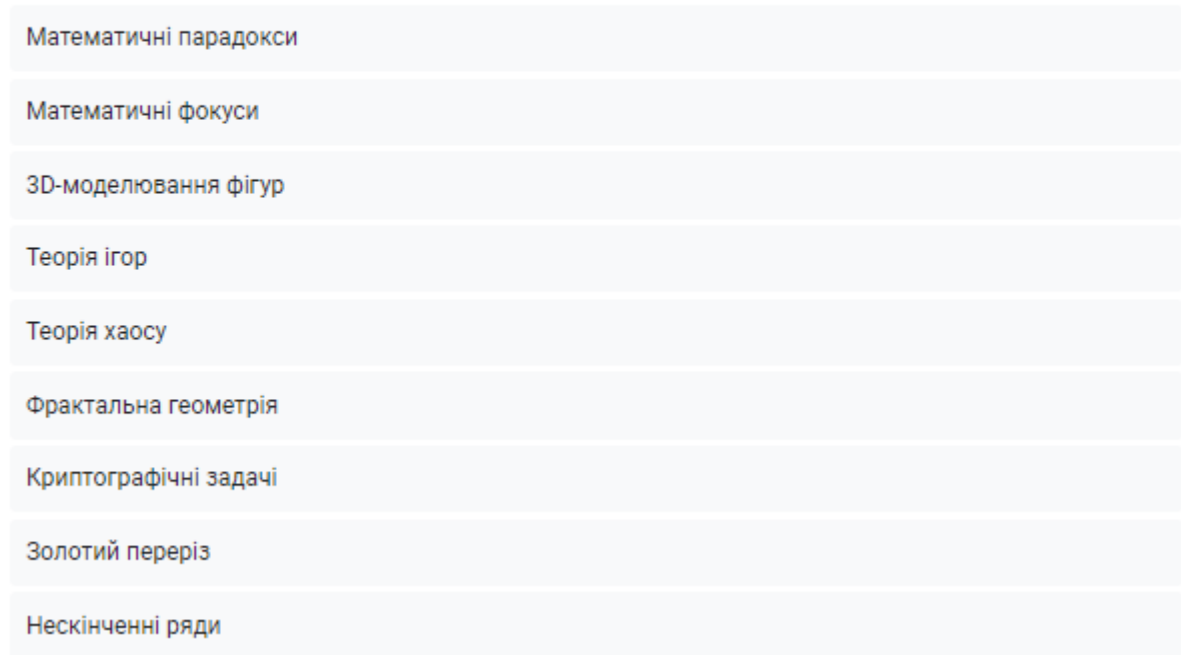 Математичні парадокси
Математичні фокуси
3D-моделювання фігур
Теорія ігор
Теорія хаосу
Фрактальна геометрія
Криптографічні задачі
Золотий переріз
Нескінченні ряди